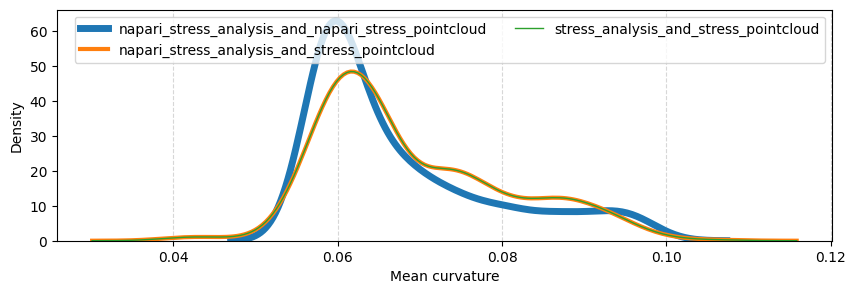 napari_stress_analysis_and_napari_stress_pointcloud
napari_stress_analysis_and_stress_pointcloud
stress_analysis_and_stress_pointcloud
60
50
40
30
20
10
0
Density
0.04
0.06
0.08
0.10
0.12
Mean curvature